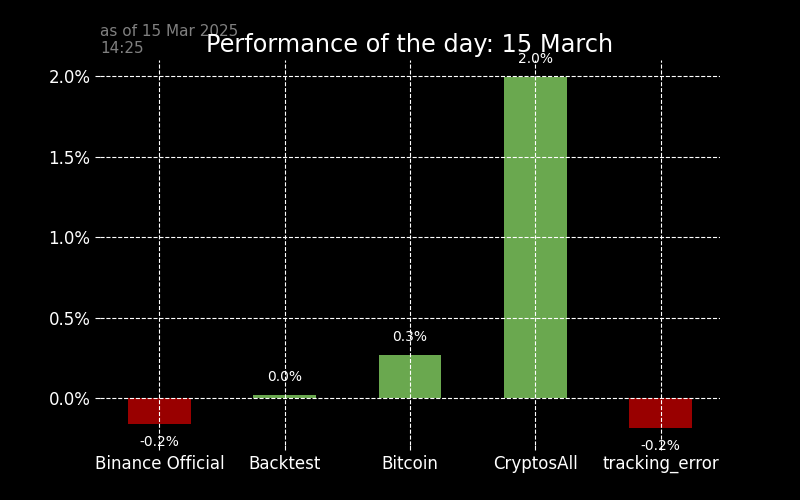 as of 15 Mar 2025
14:25
Performance of the day: 15 March
2.0%
1.5%
1.0%
0.5%
0.0%
-0.2%
0.0%
0.3%
2.0%
-0.2%
Binance Official
Backtest
Bitcoin
CryptosAll
tracking_error